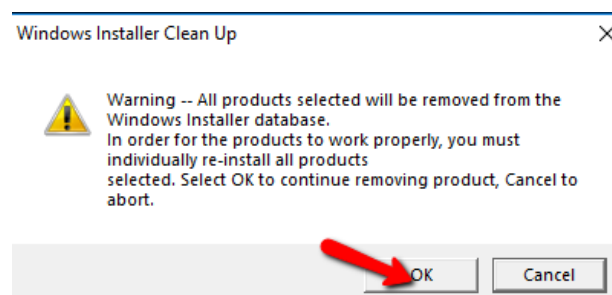 Windows Installer Clean Up
Warning -- All products selected will be removed from the
Windows Installer database.
In order for the products to work properly, you must
individually re-install all products
selected. Select OK to continue removing product, Cancel to
abort.
OK
Cancel